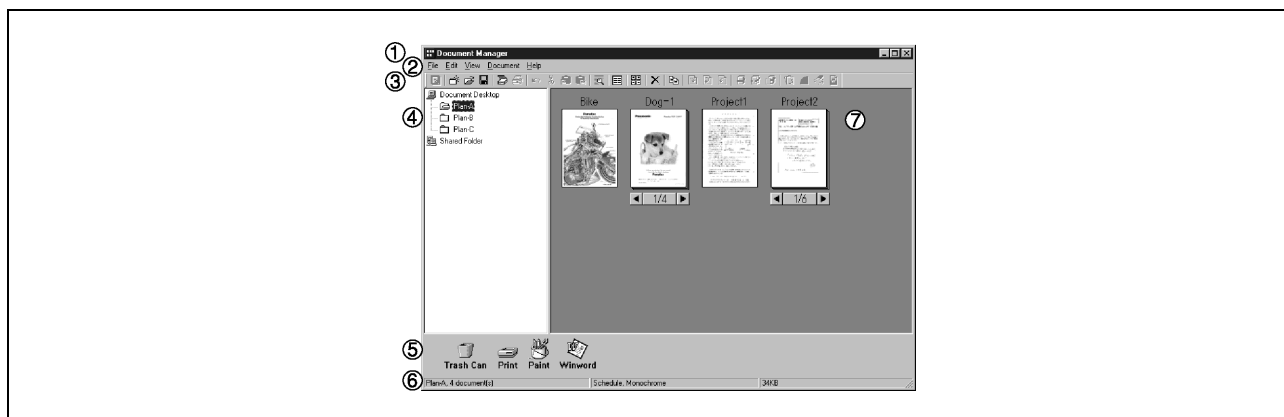 ① Document Manager
② File Edit View Document Help
③
Document Desktop
④ Plan-A
Plan-B
Plan-C
Shared Folder
Bike Dog-1 Project1 Project2 ⑦
1/4 1/6
⑤ Trash Can Print Paint Winword
⑥ Plan-A, 4 document(s) Schedule, Monochrome 34KB